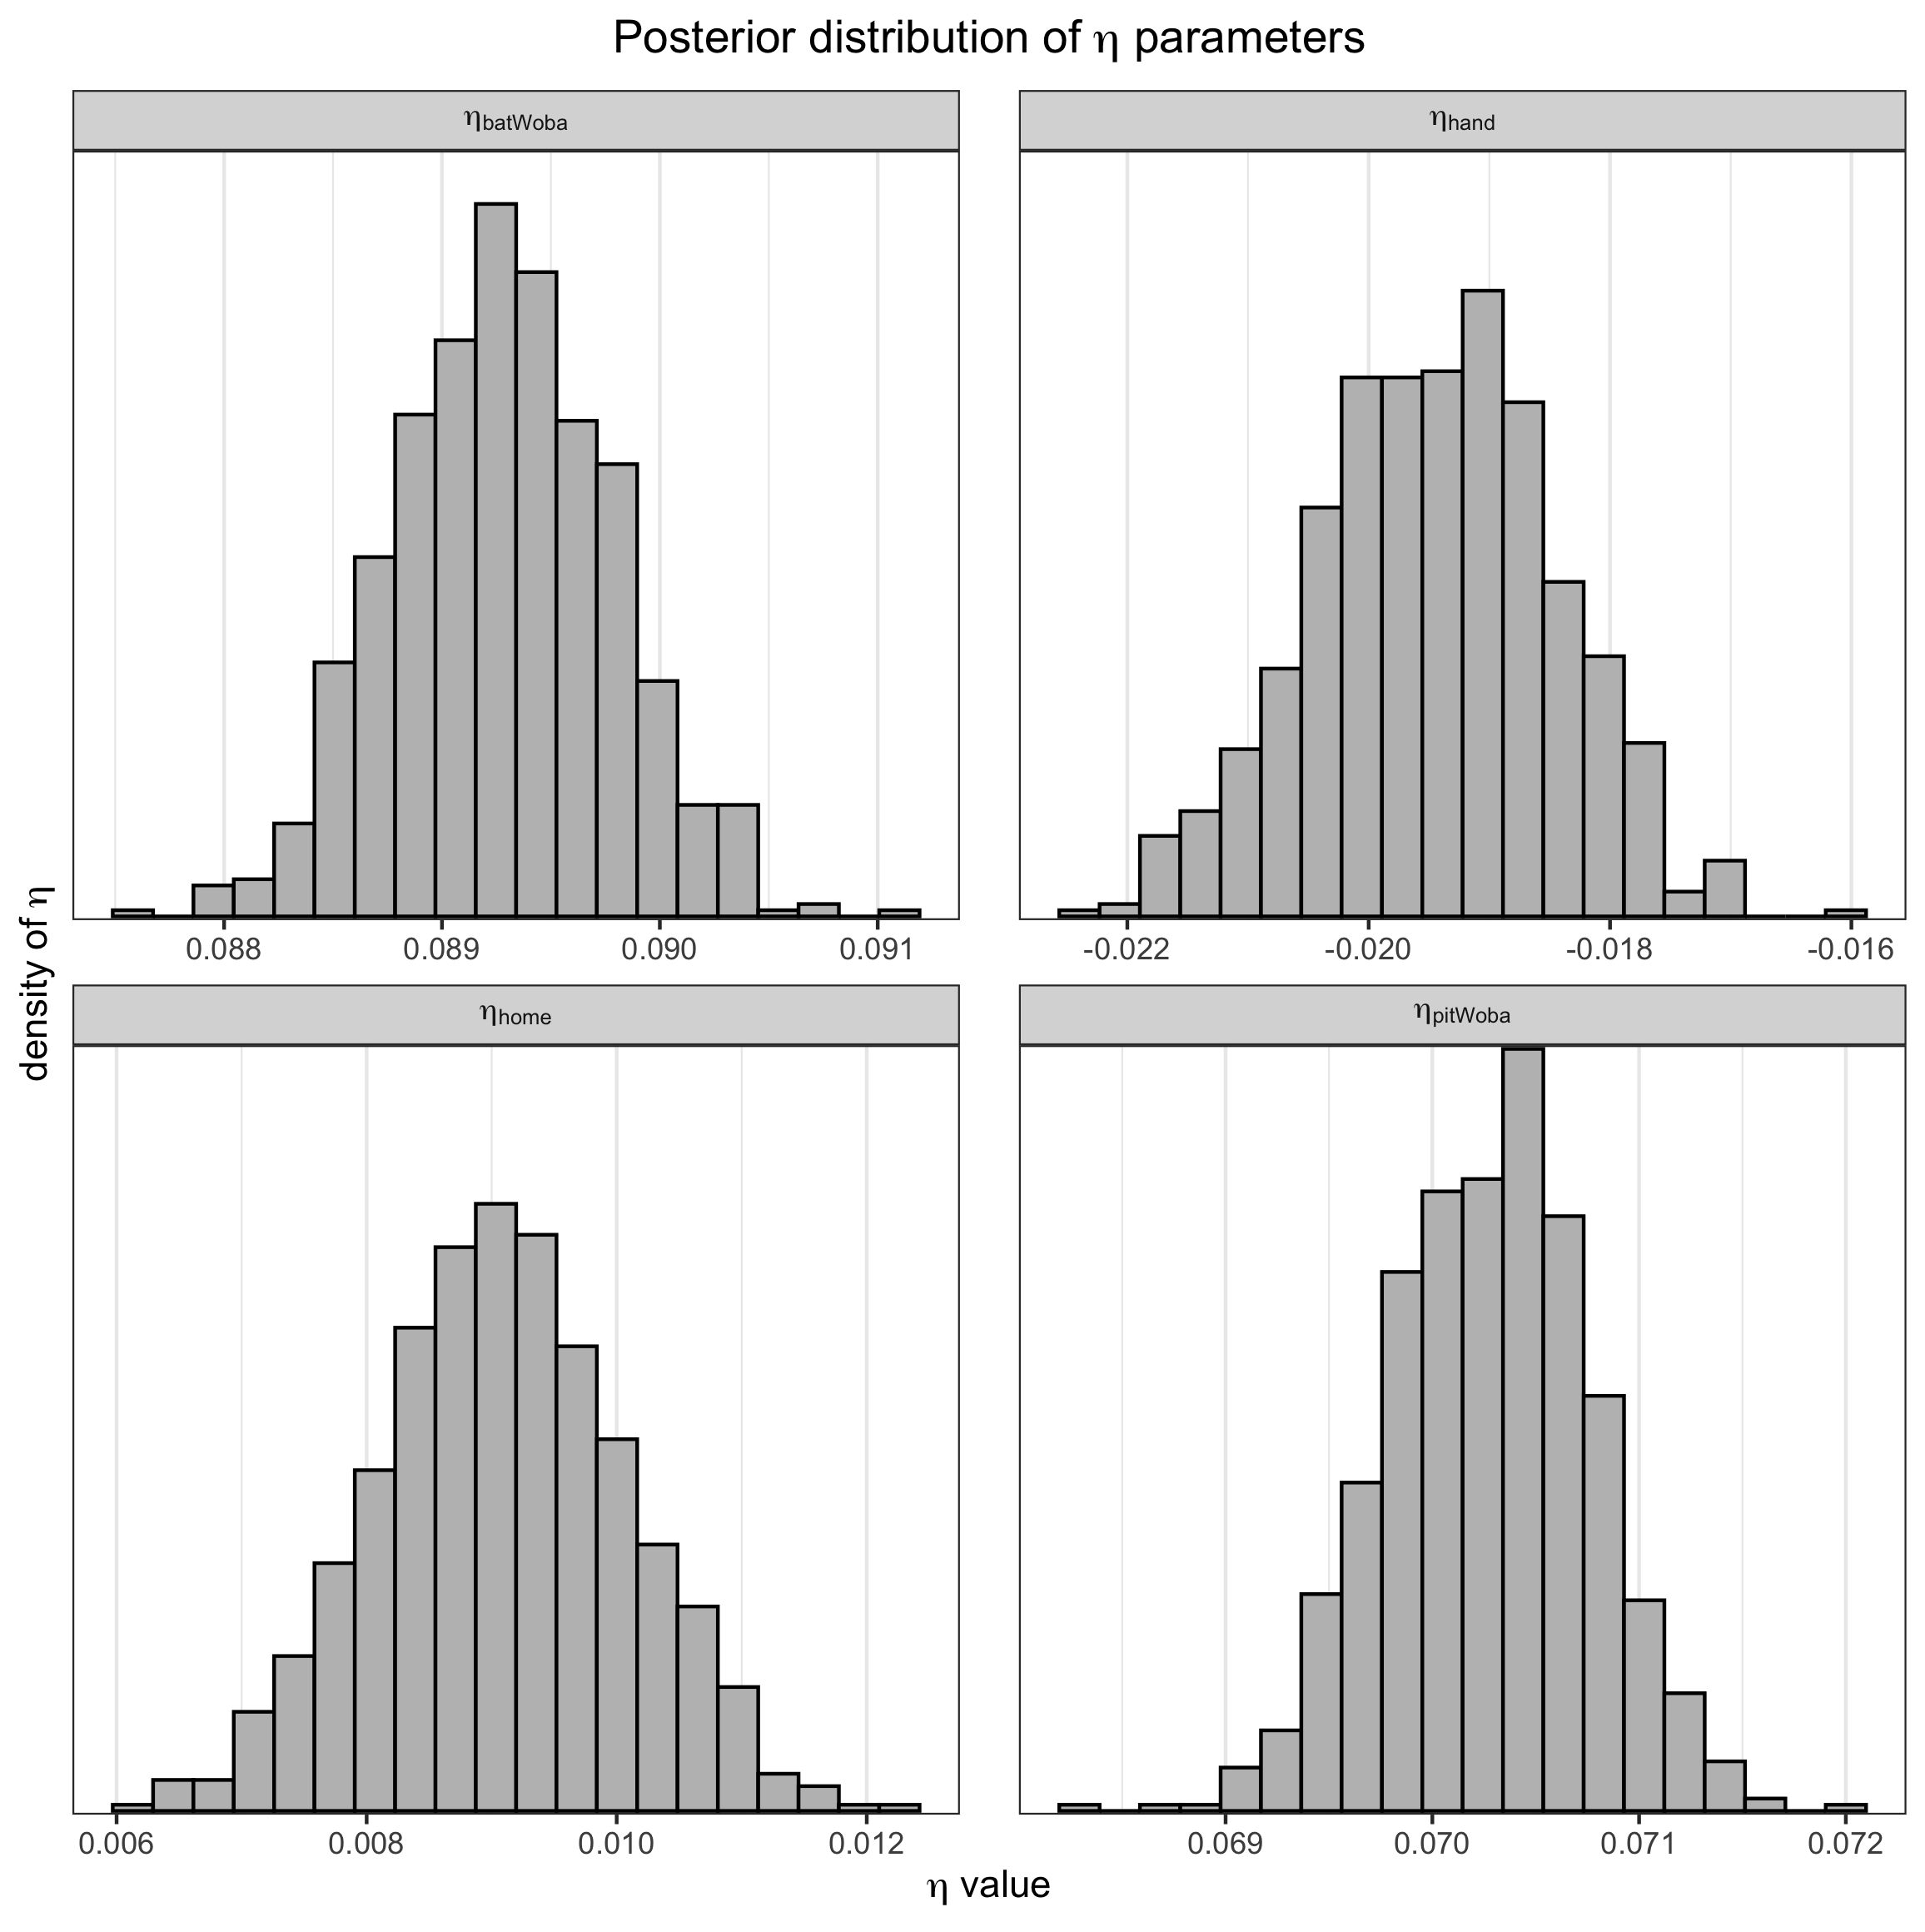 Posterior distribution of η parameters
ηbatWoba
ηhand
0.088 0.089 0.090 0.091
-0.022 -0.020 -0.018 -0.016
density of η
ηhome
ηpitWoba
0.006 0.008 0.010 0.012
0.069 0.070 0.071 0.072
η value